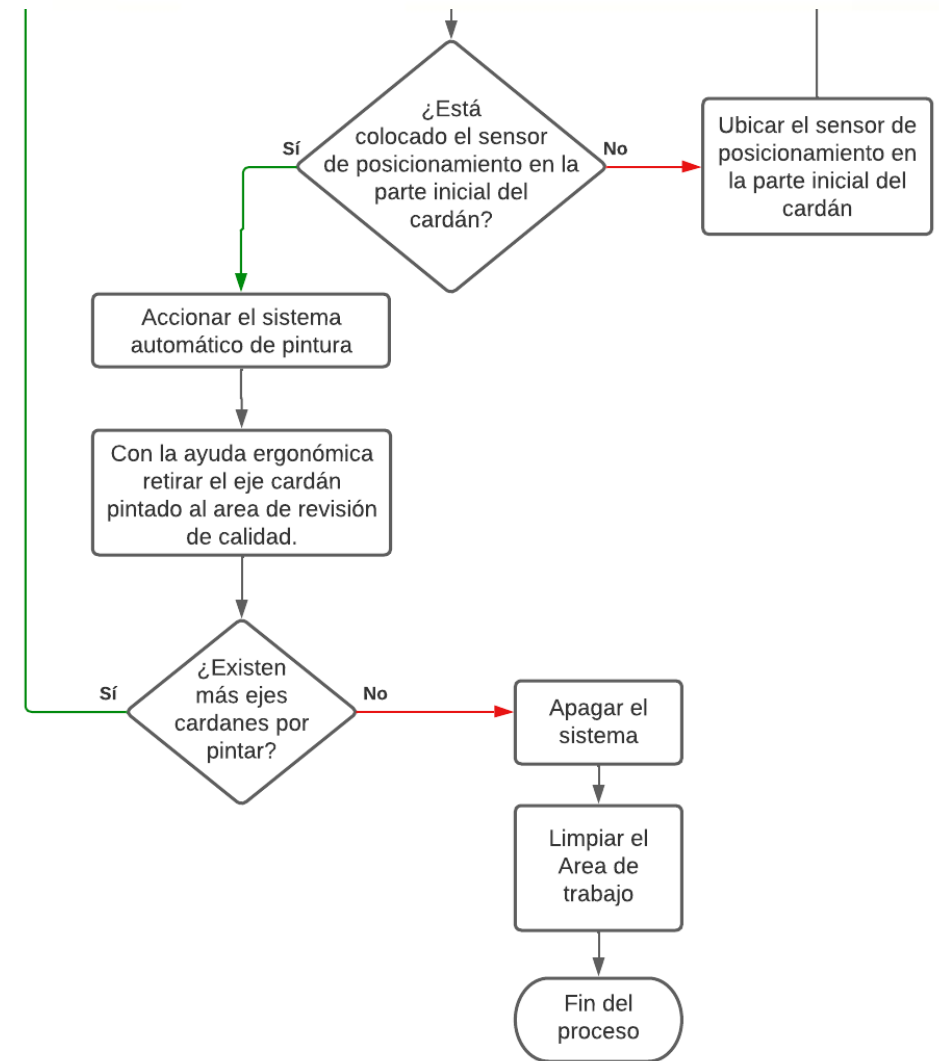 ¿Está
colocado el sensor
de posicionamiento en la
parte inicial del
cardán?
Sí
No
Ubicar el sensor de
posicionamiento en
la parte inicial del
cardán
Accionar el sistema
automático de pintura
Con la ayuda ergonómica
retirar el eje cardán
pintado al area de revisión
de calidad.
¿Existen
más ejes
cardanes por
pintar?
Sí
No
Apagar el
sistema
Limpiar el
Area de
trabajo
Fin del
proceso